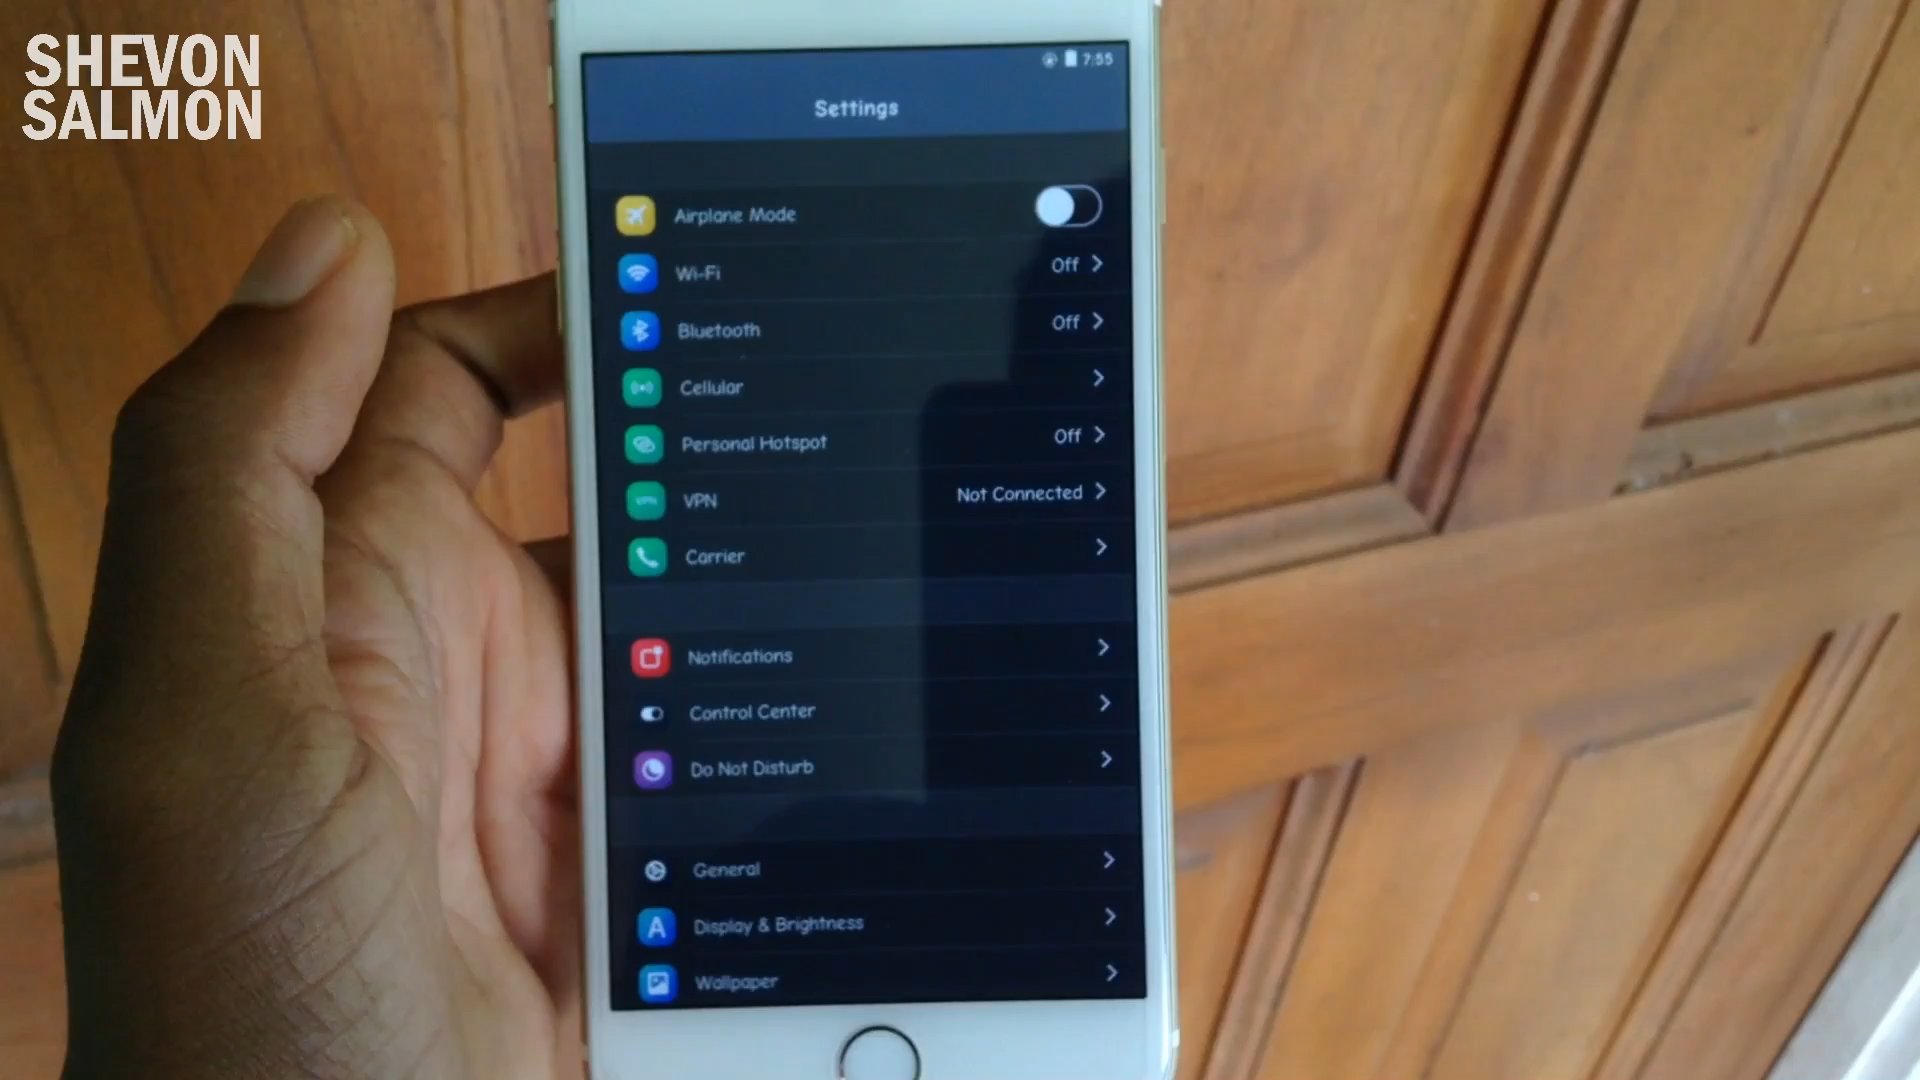 SHEVON
SALMON
7:55
Settings
Airplane Mode
Wi-Fi Off
Bluetooth Off
Cellular
Personal Hotspot Off
VPN VPN Not Connected
Carrier
Notifications
Control Center
Do Not Disturb
General
A Display & Brightness
Wallpaper